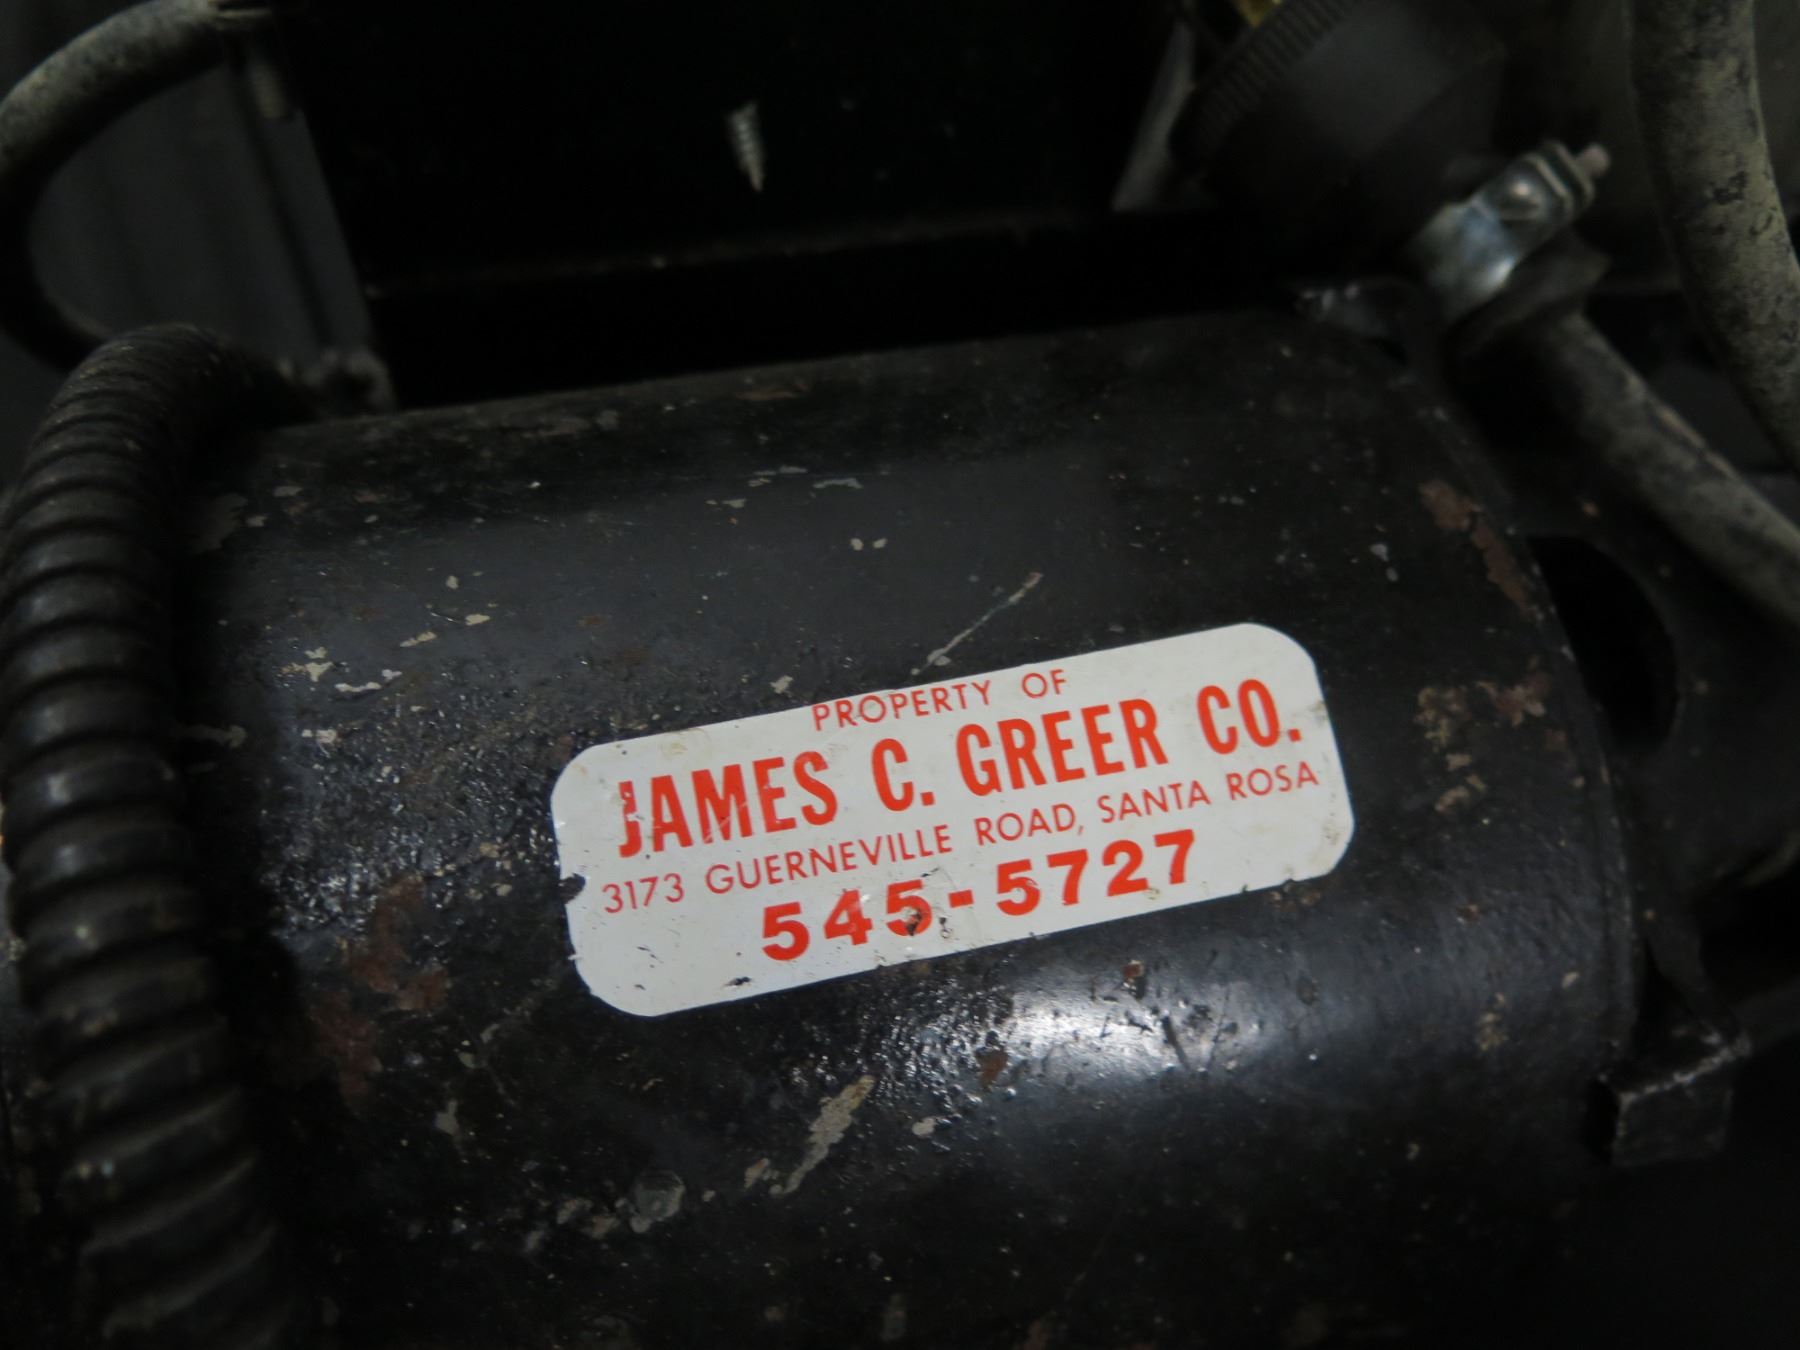 PROPERTY OF
JAMES C. GREER CO.
3173 GUERNEVILLE ROAD, SANTA ROSA
545-5727